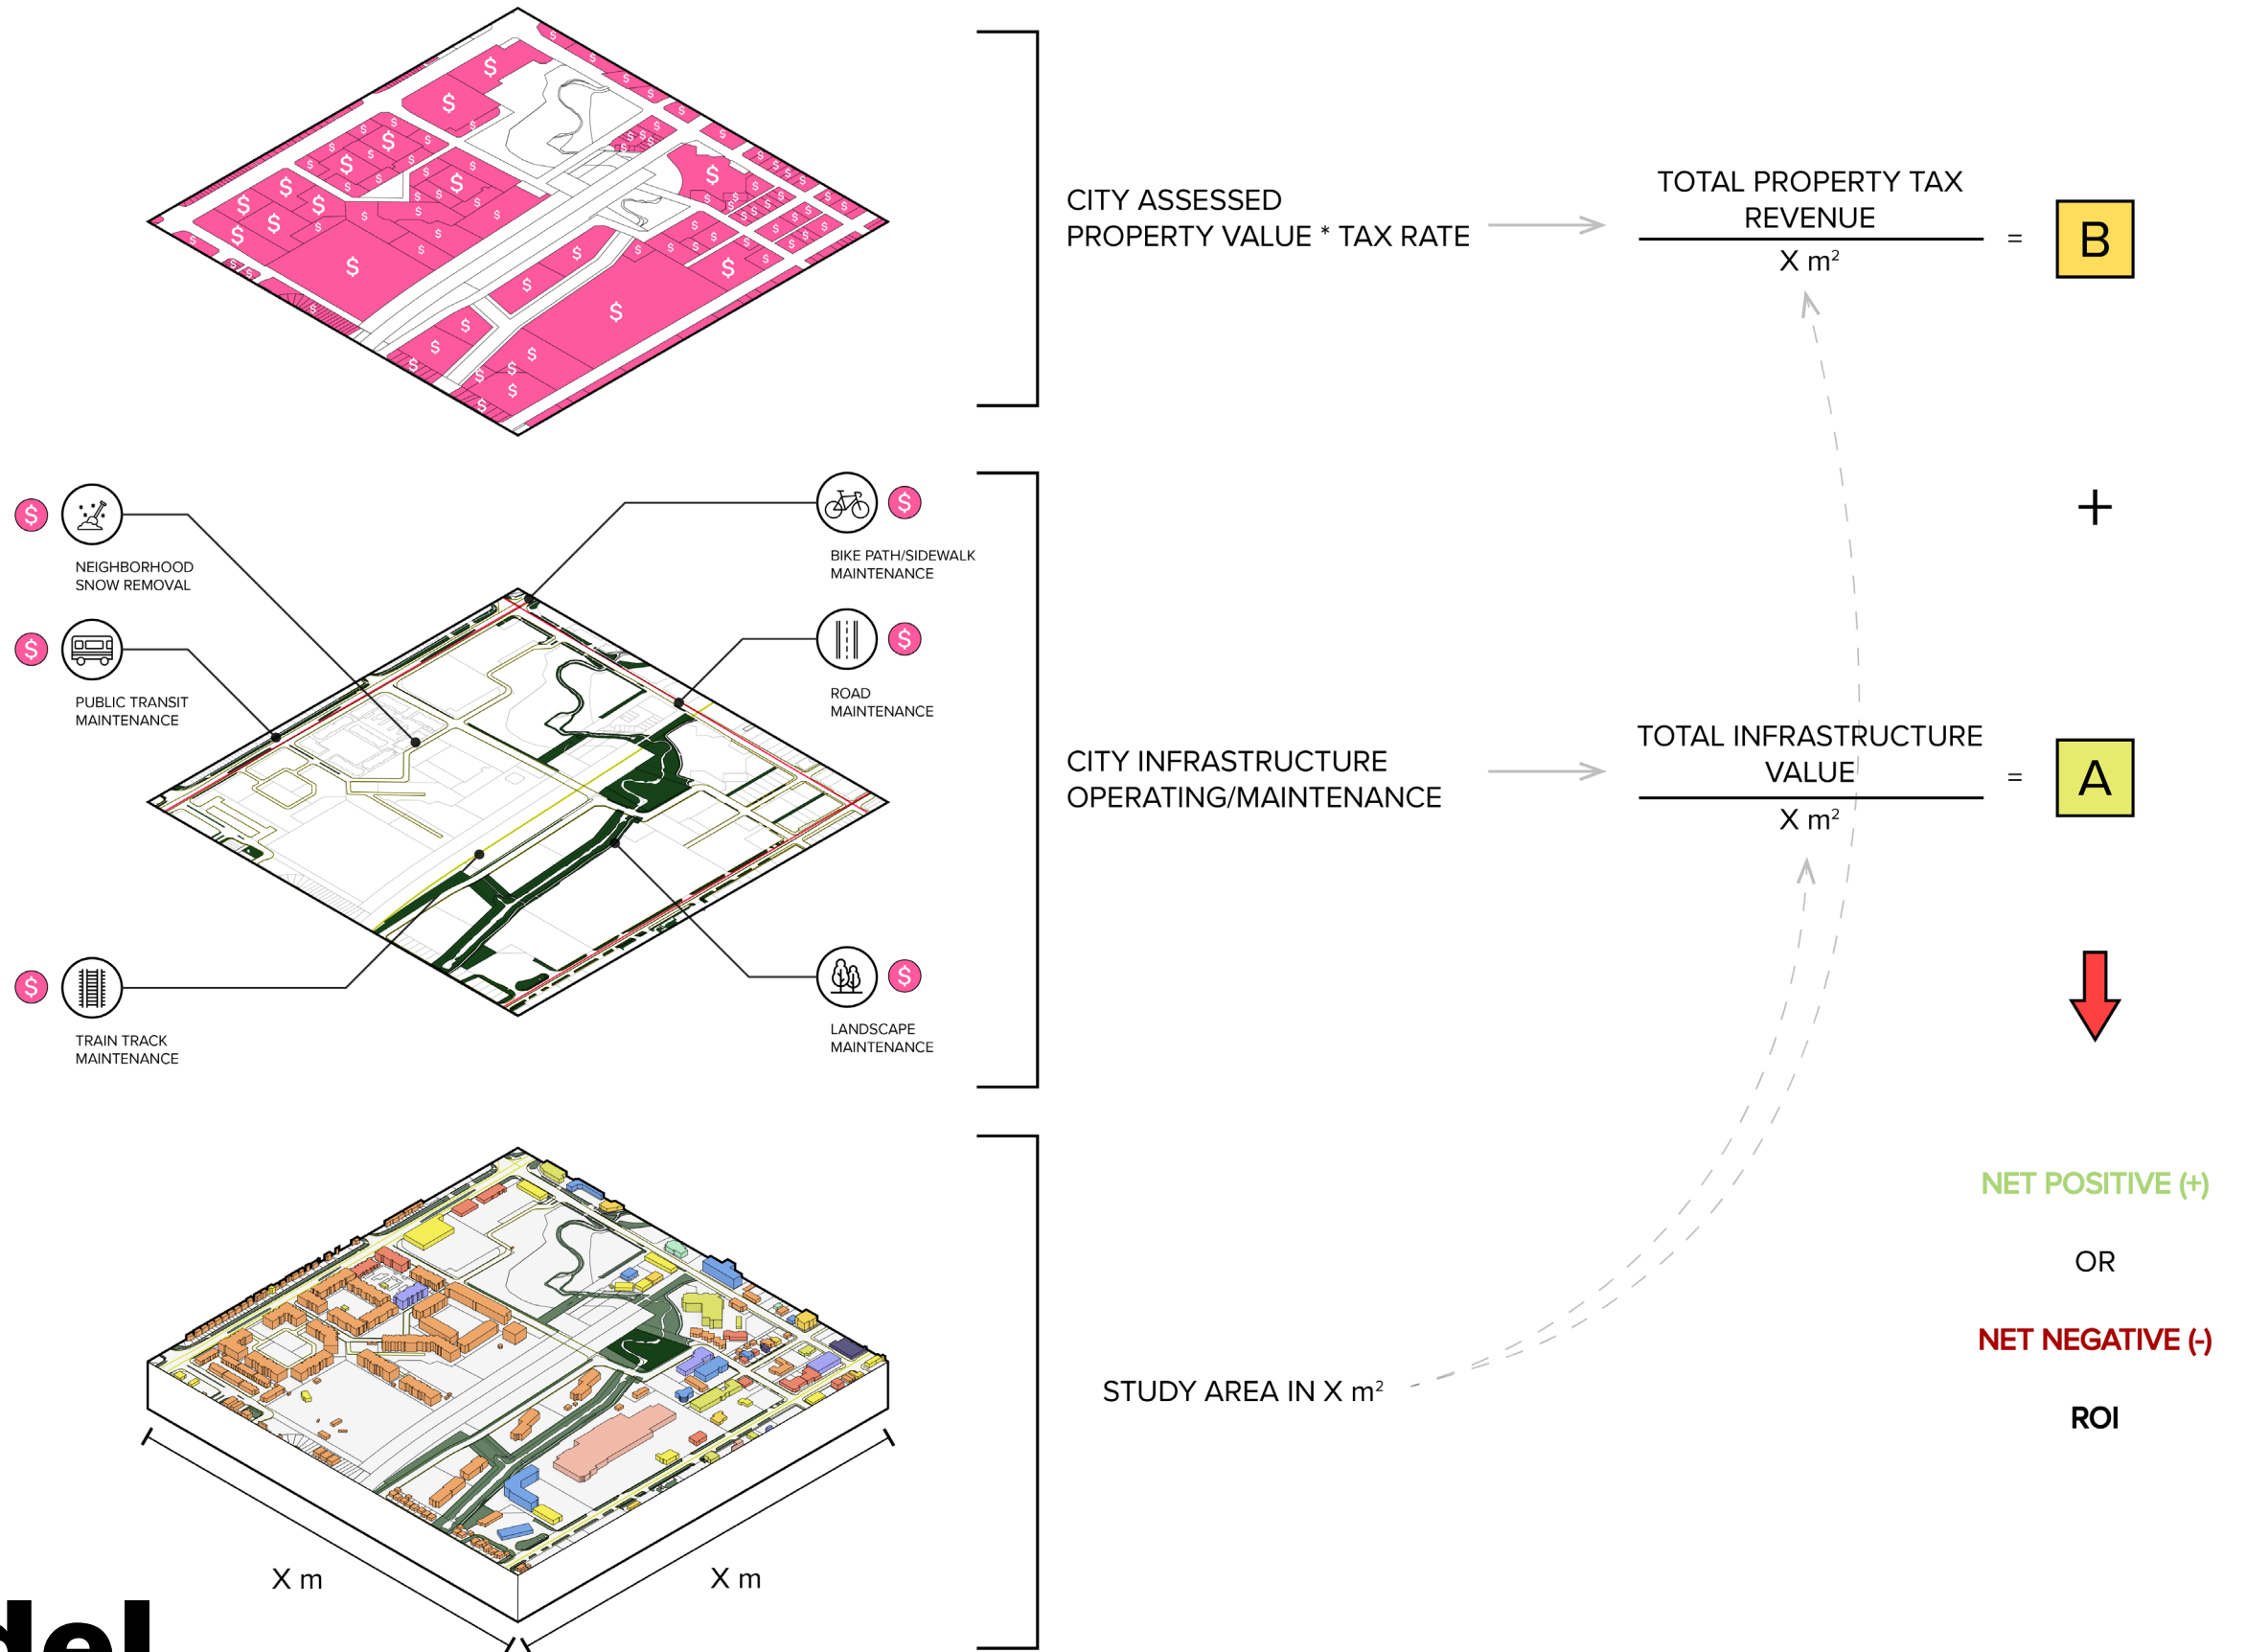 CITY ASSESSED
PROPERTY VALUE * TAX RATE
TOTAL PROPERTY TAX
REVENUE
X m²
=
B
+
NEIGHBORHOOD
SNOW REMOVAL
BIKE PATH/SIDEWALK
MAINTENANCE
PUBLIC TRANSIT
MAINTENANCE
ROAD
MAINTENANCE
TRAIN TRACK
MAINTENANCE
LANDSCAPE
MAINTENANCE
CITY INFRASTRUCTURE
OPERATING/MAINTENANCE
TOTAL INFRASTRUCTURE
VALUE
X m²
=
A
NET POSITIVE (+)
OR
NET NEGATIVE (-)
ROI
STUDY AREA IN X m²
X m
X m
del